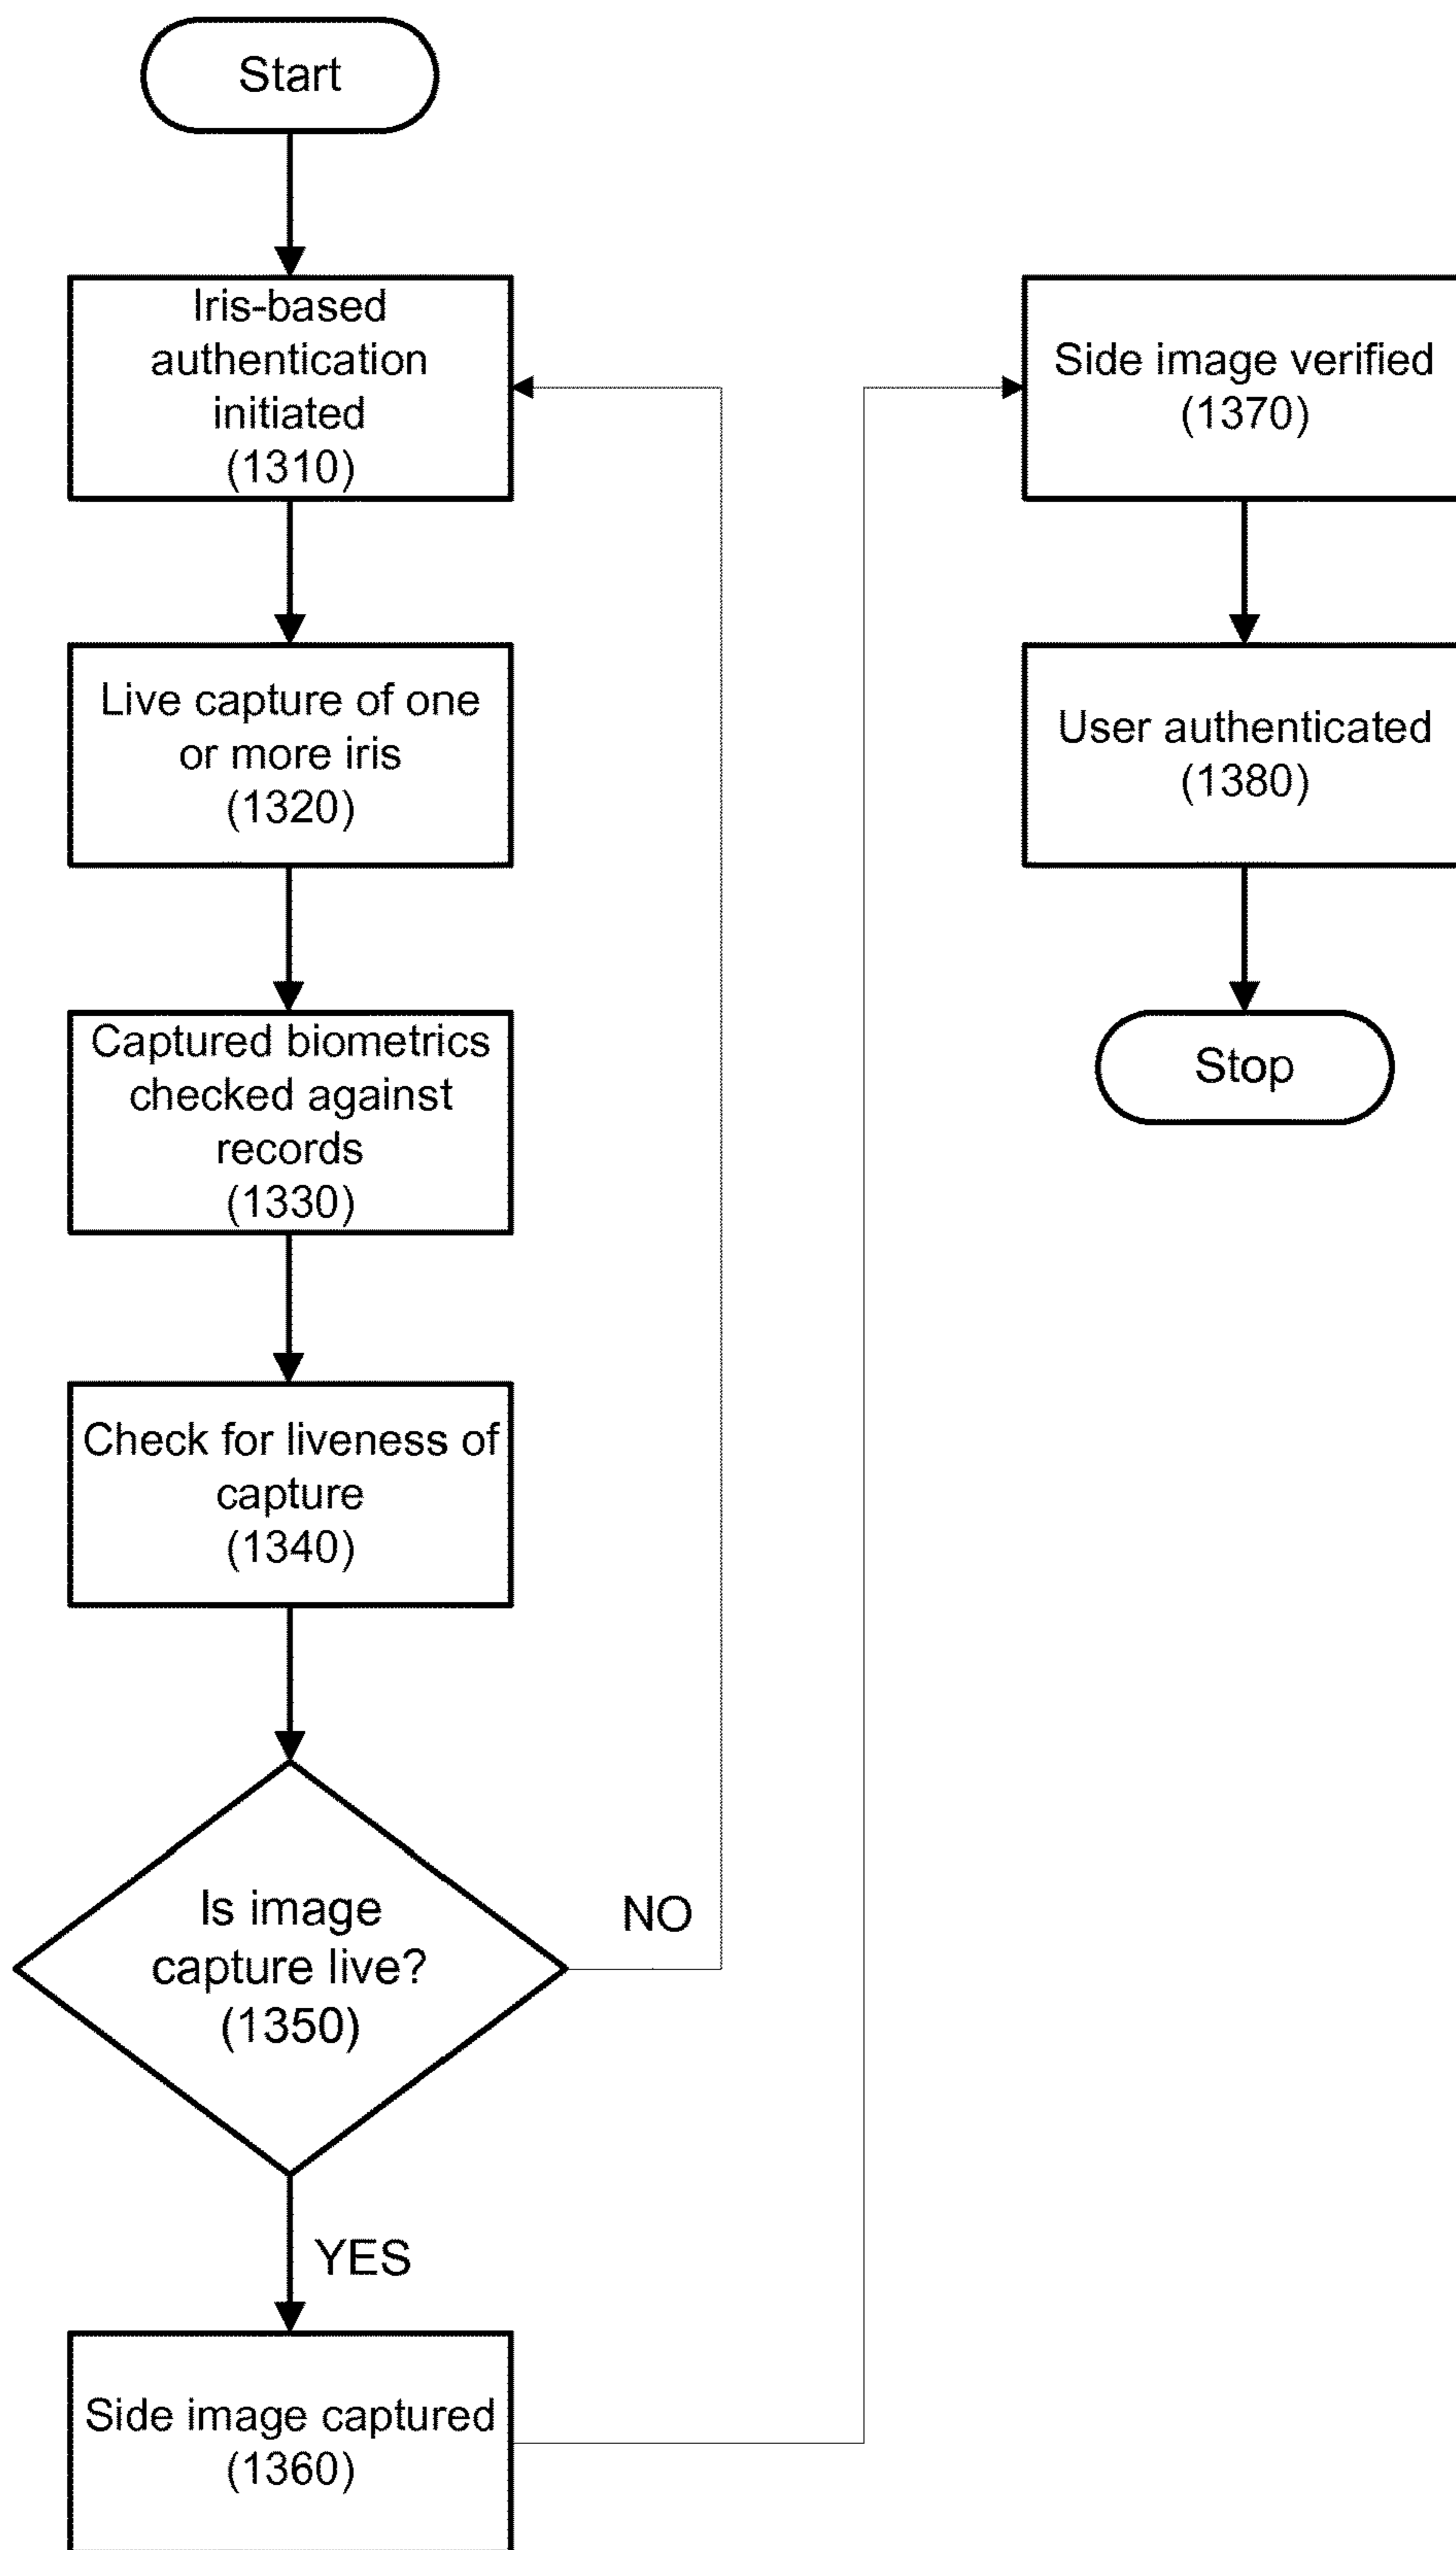 Start
Iris-based
authentication
initiated
(1310)
Live capture of one
or more iris
(1320)
Captured biometrics
checked against
records
(1330)
Check for liveness of
capture
(1340)
Is image
capture live?
(1350)
NO
YES
Side image captured
(1360)
Side image verified
(1370)
User authenticated
(1380)
Stop